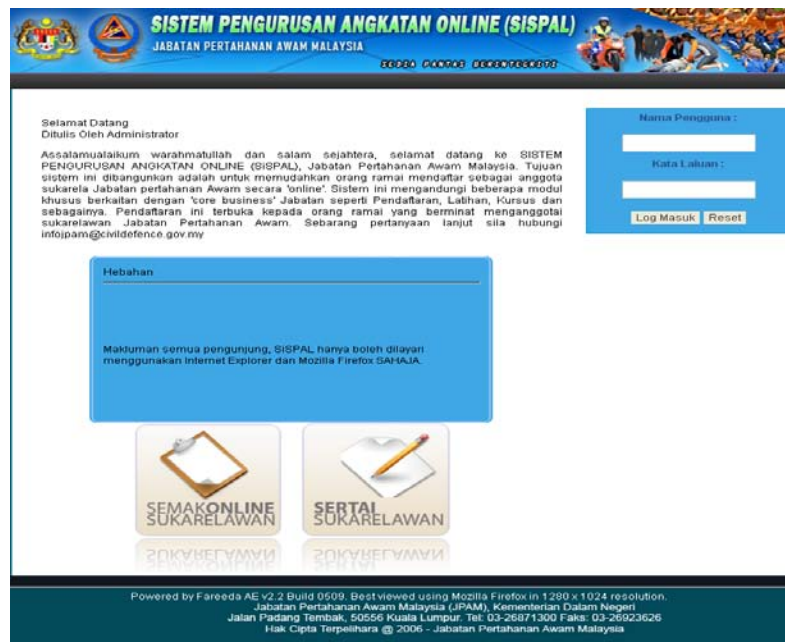 SISTEM PENGURUSAN ANGKATAN ONLINE (SISPAL)
JABATAN PERTAHANAN AWAM MALAYSIA
SEDIA PANTAS BERINTEGRITI
Selamat Datang
Ditulis Oleh Administrator
Assalamualaikum warahmatullah dan salam sejahtera, selamat datang ke SISTEM
PENGURUSAN ANGKATAN ONLINE (SiSPAL), Jabatan Pertahanan Awam Malaysia. Tujuan
sistem ini dibangunkan adalah untuk memudahkan orang ramai mendaftar sebagai anggota
sukarela Jabatan pertahanan Awam secara 'online'. Sistem ini mengandungi beberapa modul
khusus berkaitan dengan 'core business' Jabatan seperti Pendaftaran, Latihan, Kursus dan
sebagainya. Pendaftaran ini terbuka kepada orang ramai yang berminat menganggotai
sukarelawan Jabatan Pertahanan Awam. Sebarang pertanyaan lanjut sila hubungi
infojpam@civildefence.gov.my
Nama Pengguna :
Kata Laluan :
Log Masuk Reset
Hebahan
Makluman semua pengunjung, SiSPAL hanya boleh dilayari
menggunakan Internet Explorer dan Mozilla Firefox SAHAJA.
SEMAKONLINE
SUKARELAWAN
SERTAI
SUKARELAWAN
Powered by Fareeda AE v2.2 Build 0509. Best viewed using Mozilla Firefox in 1280 x 1024 resolution.
Jabatan Pertahanan Awam Malaysia (JPAM), Kementerian Dalam Negeri
Jalan Padang Tembak, 50556 Kuala Lumpur. Tel: 03-26871300 Faks: 03-26923626
Hak Cipta Terpelihara @ 2006 - Jabatan Pertahanan Awam Malaysia